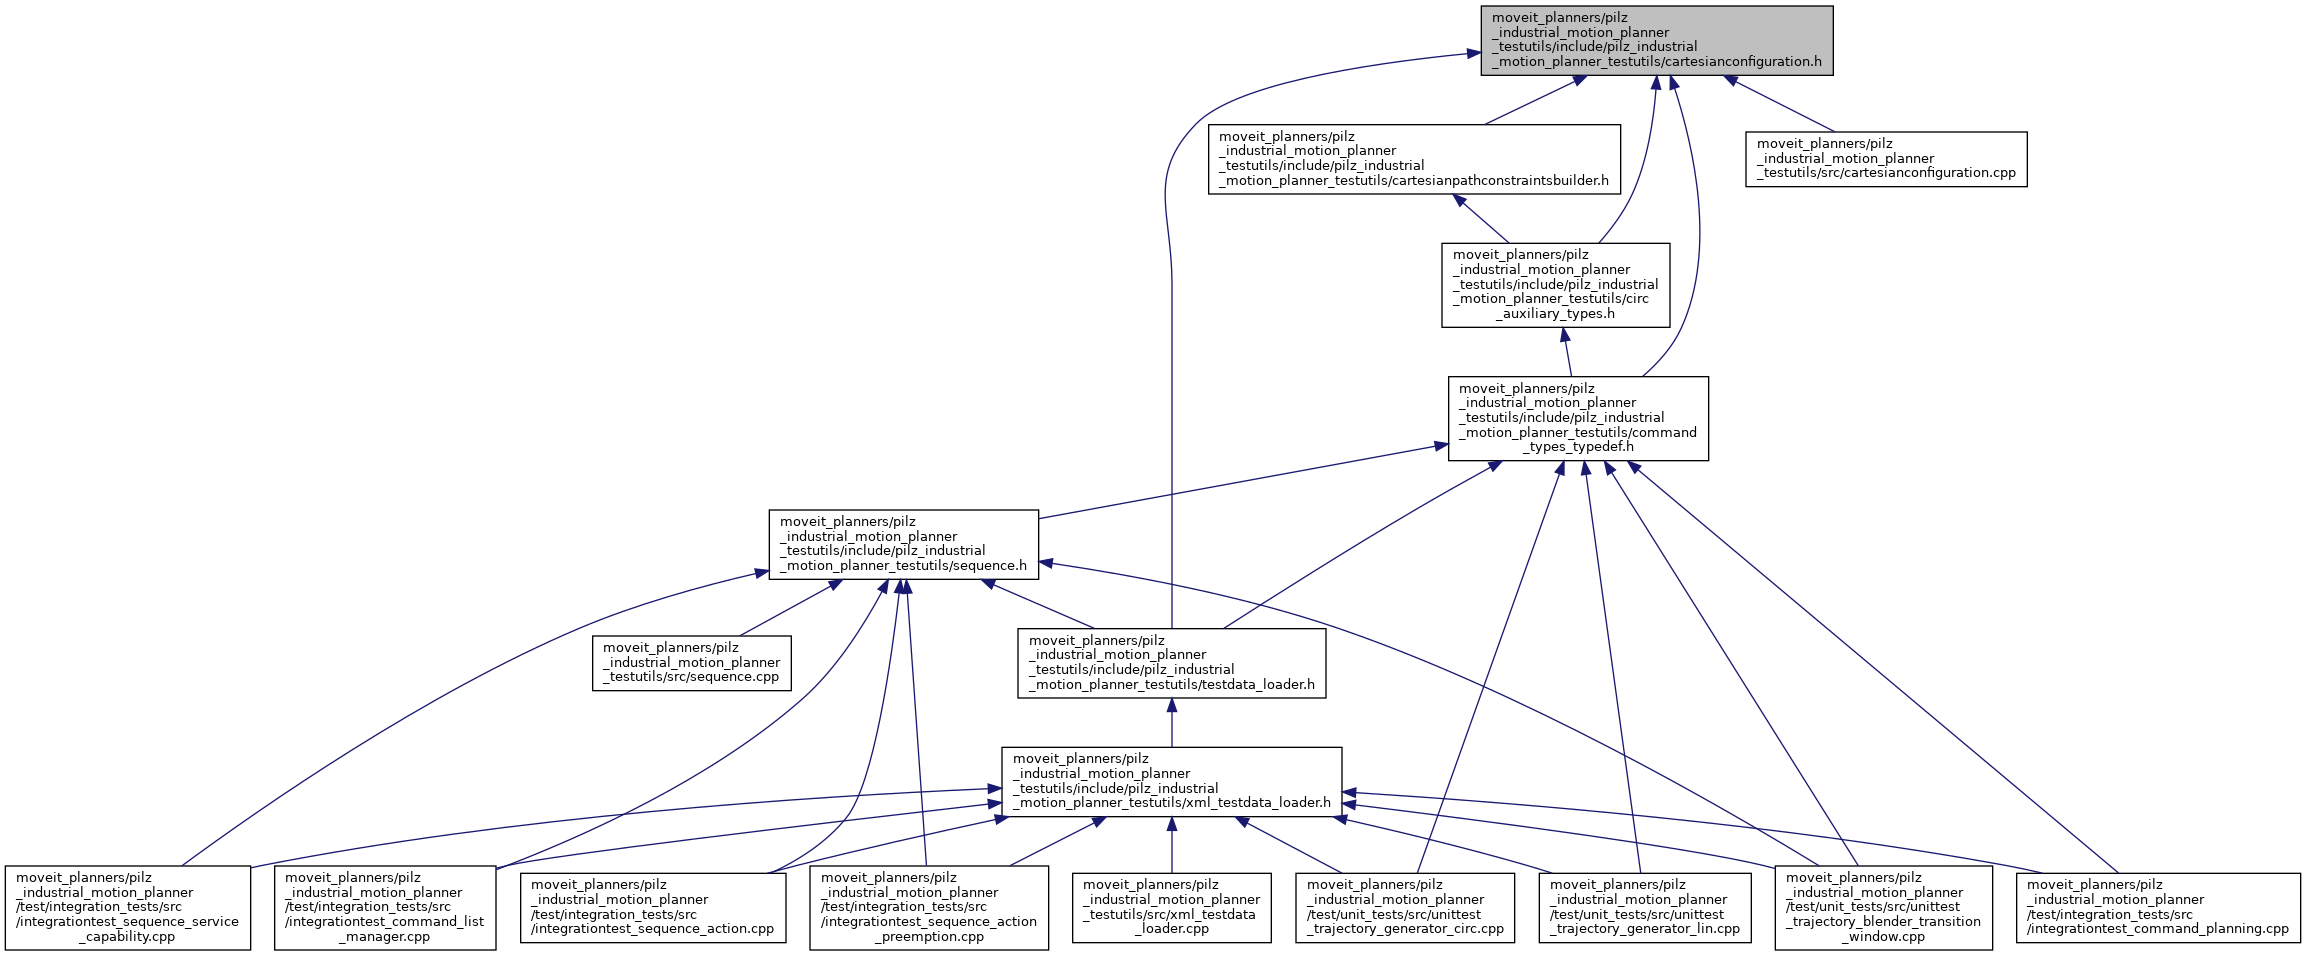 moveit_planners/pilz
_industrial_motion_planner
_testutils/include/pilz_industrial
_motion_planner_testutils/cartesianconfiguration.h
moveit_planners/pilz
_industrial_motion_planner
_testutils/include/pilz_industrial
_motion_planner_testutils/cartesianpathconstraintsbuilder.h
moveit_planners/pilz
_industrial_motion_planner
_testutils/src/cartesianconfiguration.cpp
moveit_planners/pilz
_industrial_motion_planner
_testutils/include/pilz_industrial
_motion_planner_testutils/circ
_auxiliary_types.h
moveit_planners/pilz
_industrial_motion_planner
_testutils/include/pilz_industrial
_motion_planner_testutils/command
_types_typedef.h
moveit_planners/pilz
_industrial_motion_planner
_testutils/include/pilz_industrial
_motion_planner_testutils/sequence.h
moveit_planners/pilz
_industrial_motion_planner
_testutils/src/sequence.cpp
moveit_planners/pilz
_industrial_motion_planner
_testutils/include/pilz_industrial
_motion_planner_testutils/testdata_loader.h
moveit_planners/pilz
_industrial_motion_planner
_testutils/include/pilz_industrial
_motion_planner_testutils/xml_testdata_loader.h
moveit_planners/pilz
_industrial_motion_planner
/test/integration_tests/src
/integrationtest_sequence_service
_capability.cpp
moveit_planners/pilz
_industrial_motion_planner
/test/integration_tests/src
/integrationtest_command_list
_manager.cpp
moveit_planners/pilz
_industrial_motion_planner
/test/integration_tests/src
/integrationtest_sequence_action.cpp
moveit_planners/pilz
_industrial_motion_planner
/test/integration_tests/src
/integrationtest_sequence_action
_preemption.cpp
moveit_planners/pilz
_industrial_motion_planner
_testutils/src/xml_testdata
_loader.cpp
moveit_planners/pilz
_industrial_motion_planner
/test/unit_tests/src/unittest
_trajectory_generator_circ.cpp
moveit_planners/pilz
_industrial_motion_planner
/test/unit_tests/src/unittest
_trajectory_generator_lin.cpp
moveit_planners/pilz
_industrial_motion_planner
/test/unit_tests/src/unittest
_trajectory_blender_transition
_window.cpp
moveit_planners/pilz
_industrial_motion_planner
/test/integration_tests/src
/integrationtest_command_planning.cpp